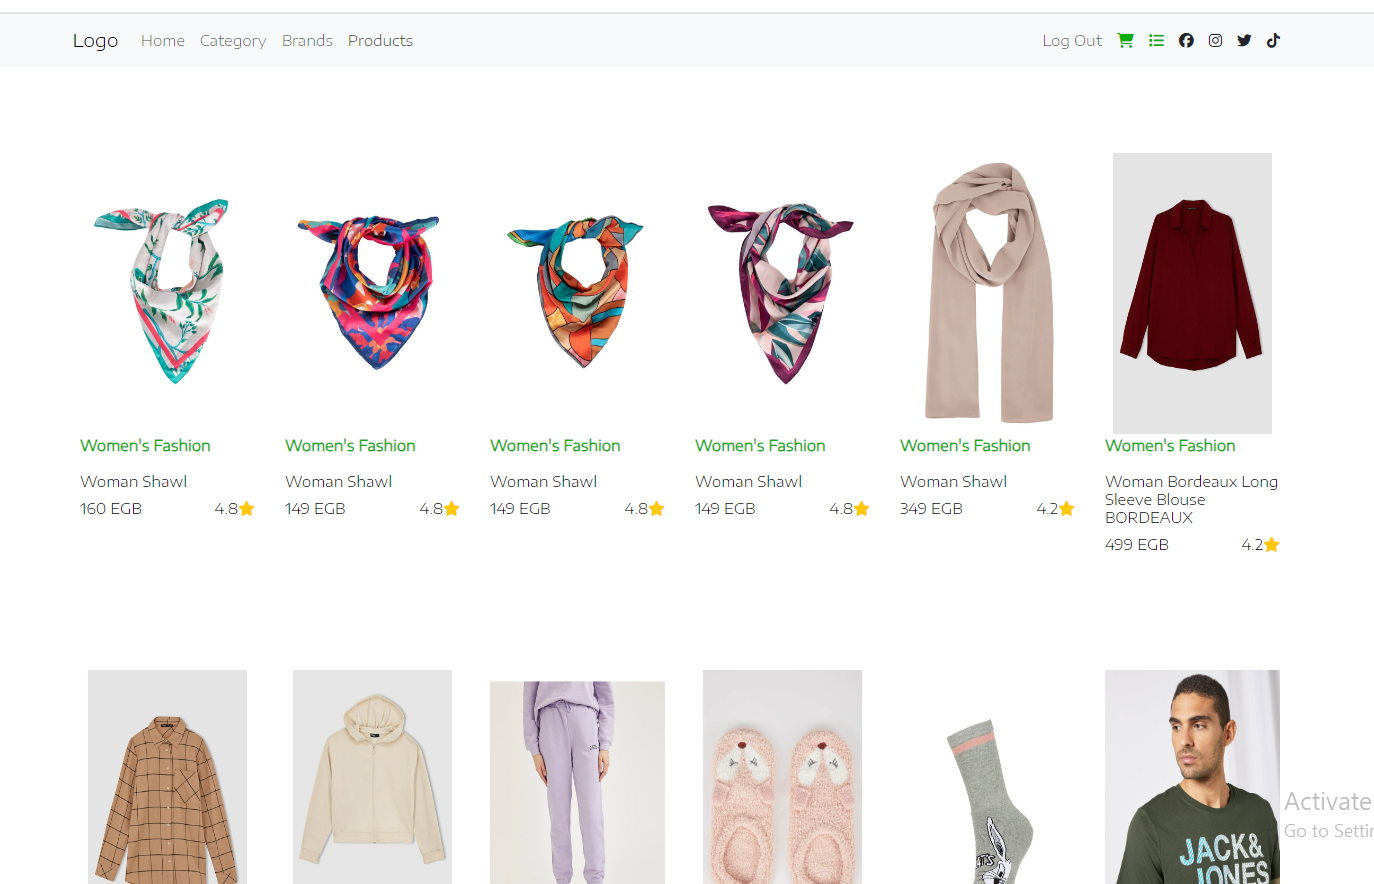 Logo Home Category Brands Products Log Out
Women's Fashion Women's Fashion Women's Fashion Women's Fashion Women's Fashion Women's Fashion
Woman Shawl Woman Shawl Woman Shawl Woman Shawl Woman Shawl Woman Bordeaux Long
Sleeve Blouse
BORDEAUX
160 EGB 4.8 149 EGB 4.8 149 EGB 4.8 149 EGB 4.8 349 EGB 4.2
499 EGB 4.2
JACK&
JONES
Activate
Go to Settin